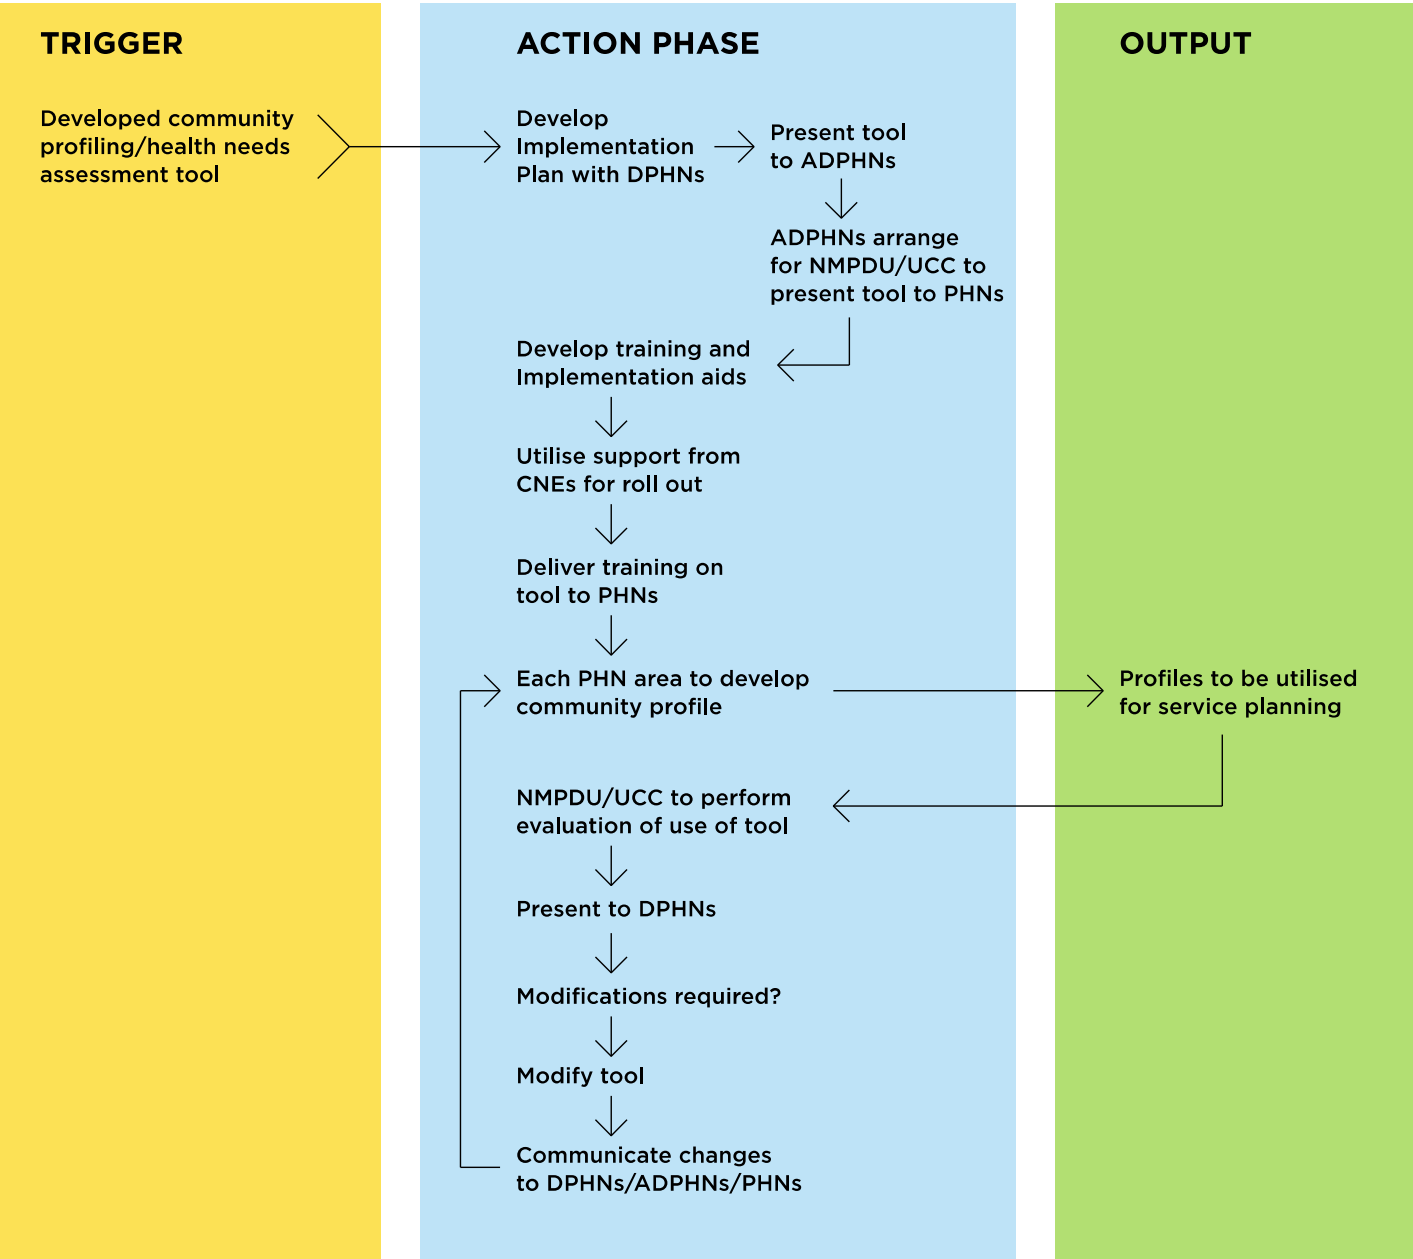 TRIGGER
Developed community
profiling/health needs
assessment tool
ACTION PHASE
Develop
Implementation
Plan with DPHNs
Present tool
to ADPHNs
ADPHNs arrange
for NMPDU/UCC to
present tool to PHNs
Develop training and
Implementation aids
Utilise support from
CNEs for roll out
Deliver training on
tool to PHNs
Each PHN area to develop
community profile
OUTPUT
Profiles to be utilised
for service planning
NMPDU/UCC to perform
evaluation of use of tool
Present to DPHNs
Modifications required?
Modify tool
Communicate changes
to DPHNs/ADPHNs/PHNs